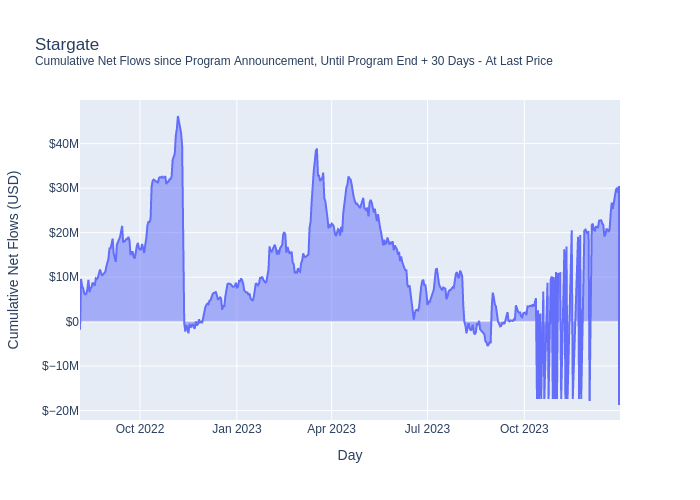 Stargate
Cumulative Net Flows since Program Announcement, Until Program End + 30 Days - At Last Price
Cumulative Net Flows (USD)
$40M
$30M
$20M
$10M
$0
$−10M
$−20M
Oct 2022
Jan 2023
Apr 2023
Jul 2023
Oct 2023
Day